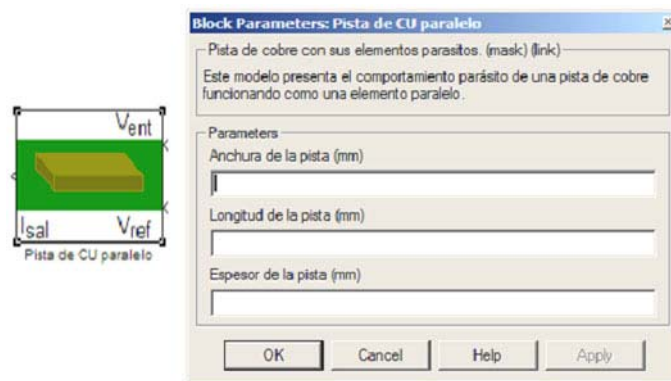 Vent
Isal
Vref
Pista de CU paralelo
Block Parameters: Pista de CU paralelo
Pista de cobre con sus elementos parasitos. (mask) (link)
Este modelo presenta el comportamiento parásito de una pista de cobre
funcionando como una elemento paralelo.
Parameters
Anchura de la pista (mm)
Longitud de la pista (mm)
Espesor de la pista (mm)
OK
Cancel
Help
Apply